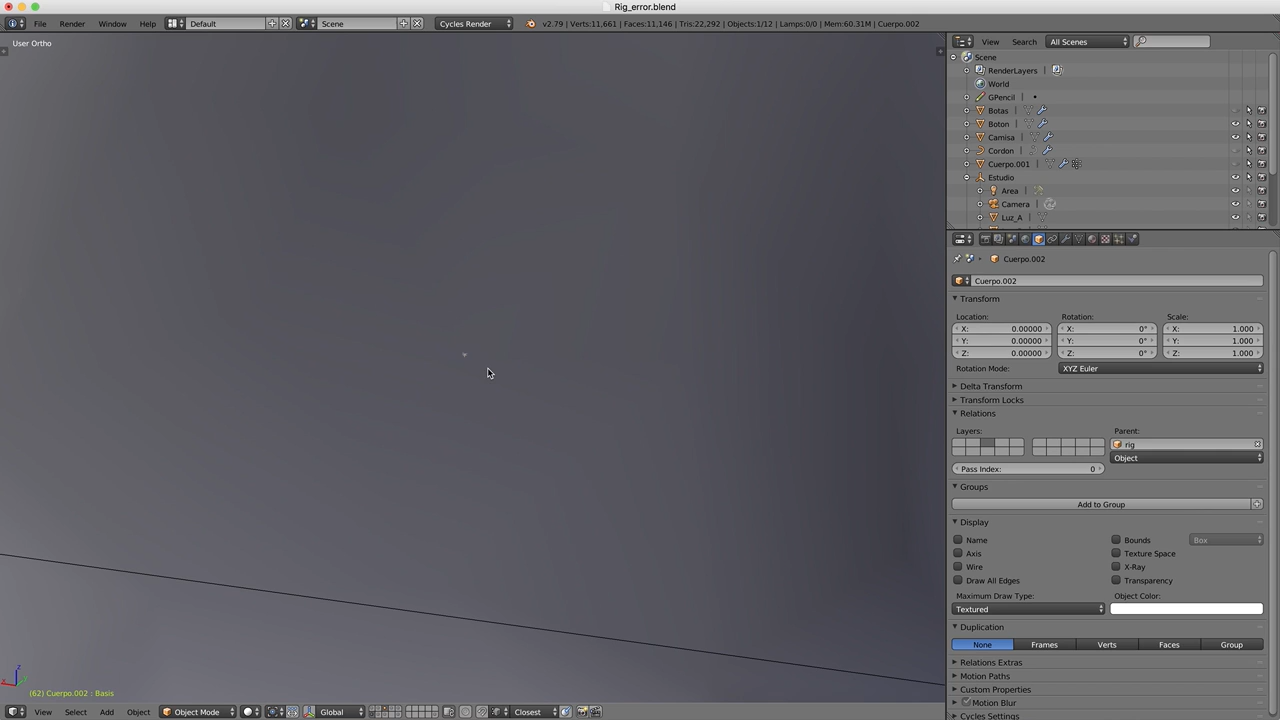 Rig_error.blend
File Render Window Help Default Scene Cycles Render v2.79 | Verts:11,661 | Faces:11,146 | Tris:22,292 | Objects:1/12 | Lamps:0/0 | Mem:60.31M | Cuerpo.002
User Ortho
View Search All Scenes
Scene
RenderLayers
World
GPencil
Botas
Boton
Camisa
Cordon
Cuerpo.001
Estudio
Area
Camera
Luz_A
Cuerpo.002
Cuerpo.002
Transform
Location: Rotation: Scale:
X: 0.00000 X: 0° X: 1.000
Y: 0.00000 Y: 0° Y: 1.000
Z: 0.00000 Z: 0° Z: 1.000
Rotation Mode: XYZ Euler
Delta Transform
Transform Locks
Relations
Layers: Parent:
rig
Object
Pass Index: 0
Groups
Add to Group
Display
Name Bounds Box
Axis Texture Space
Wire X-Ray
Draw All Edges Transparency
Maximum Draw Type: Object Color:
Textured
Duplication
None Frames Verts Faces Group
Relations Extras
Motion Paths
Custom Properties
Motion Blur
Cycles Settings
z
(62) Cuerpo.002 : Basis
View Select Add Object Object Mode Global Closest